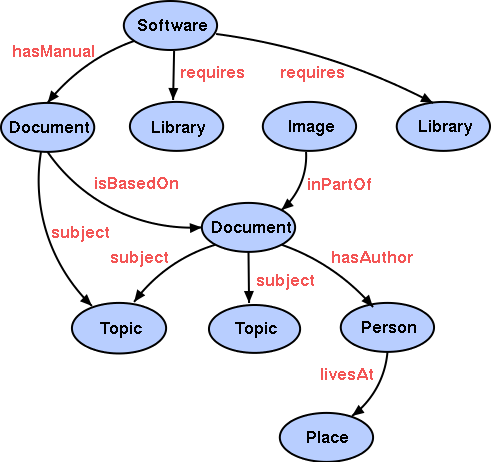 Software
hasManual
requires
requires
Document
Library
Image
Library
isBasedOn
inPartOf
subject
Document
subject
hasAuthor
subject
Topic
Topic
Person
livesAt
Place